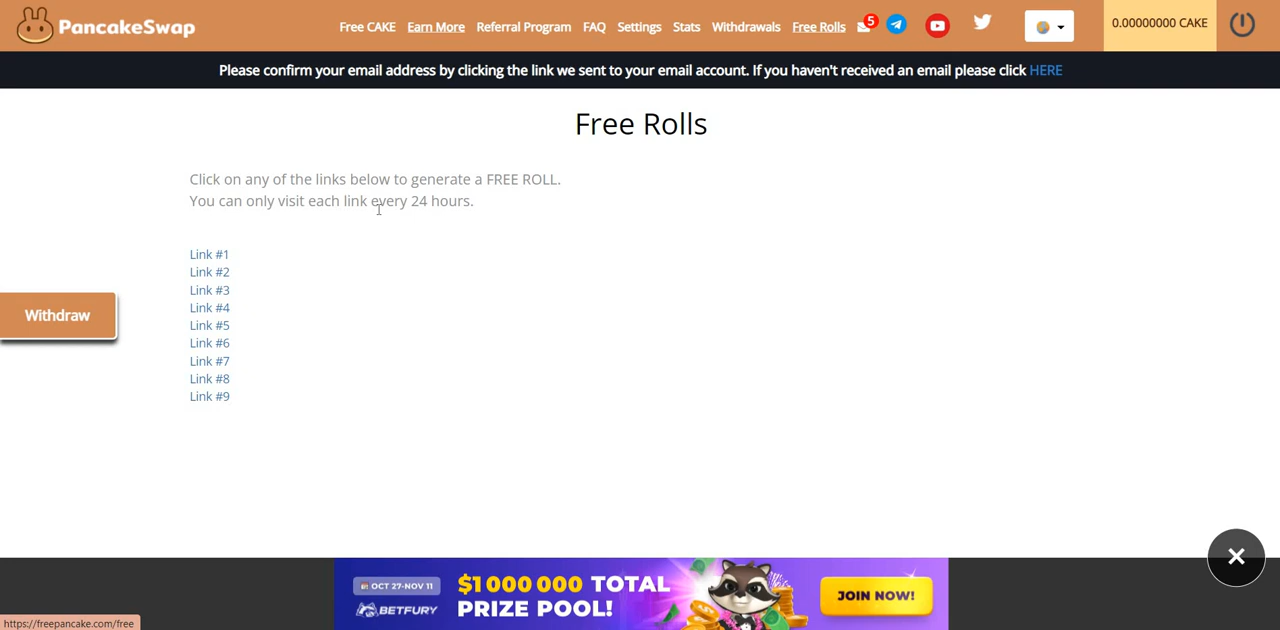 PancakeSwap
Free CAKE Earn More Referral Program FAQ Settings Stats Withdrawals Free Rolls 5 0.00000000 CAKE
Please confirm your email address by clicking the link we sent to your email account. If you haven't received an email please click HERE
Free Rolls
Click on any of the links below to generate a FREE ROLL.
You can only visit each link every 24 hours.
Link #1
Link #2
Link #3
Link #4
Link #5
Link #6
Link #7
Link #8
Link #9
Withdraw
OCT 27-NOV 11
BETFURY
$1 000 000 TOTAL
PRIZE POOL!
JOIN NOW!
https://freepancake.com/free